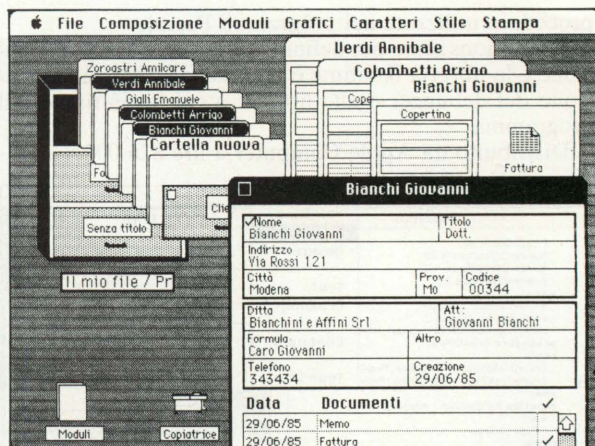 File Composizione Moduli Grafici Caratteri Stile Stampa
Zoroastri Amilcare
Verdi Annibale
Gialli Emanuele
Colombetti Arrigo
Bianchi Giovanni
Cartella nuova
Fo
Che
Senza titolo
Il mio file / Pr
Moduli
Copiatrice
Verdi Annibale
Colombetti Arrigo
Cope
Bianchi Giovanni
Copertina
Fattura
Bianchi Giovanni
✓Nome Titolo
Bianchi Giovanni Dott.
Indirizzo
Via Rossi 121
Città Prov. Codice
Modena Mo 00344
Ditta Att:
Bianchini e Affini Srl Giovanni Bianchi
Formula Altro
Caro Giovanni
Telefono Creazione
343434 29/06/85
Data Documenti ✓
29/06/85 Memo
29/06/85 Fattura